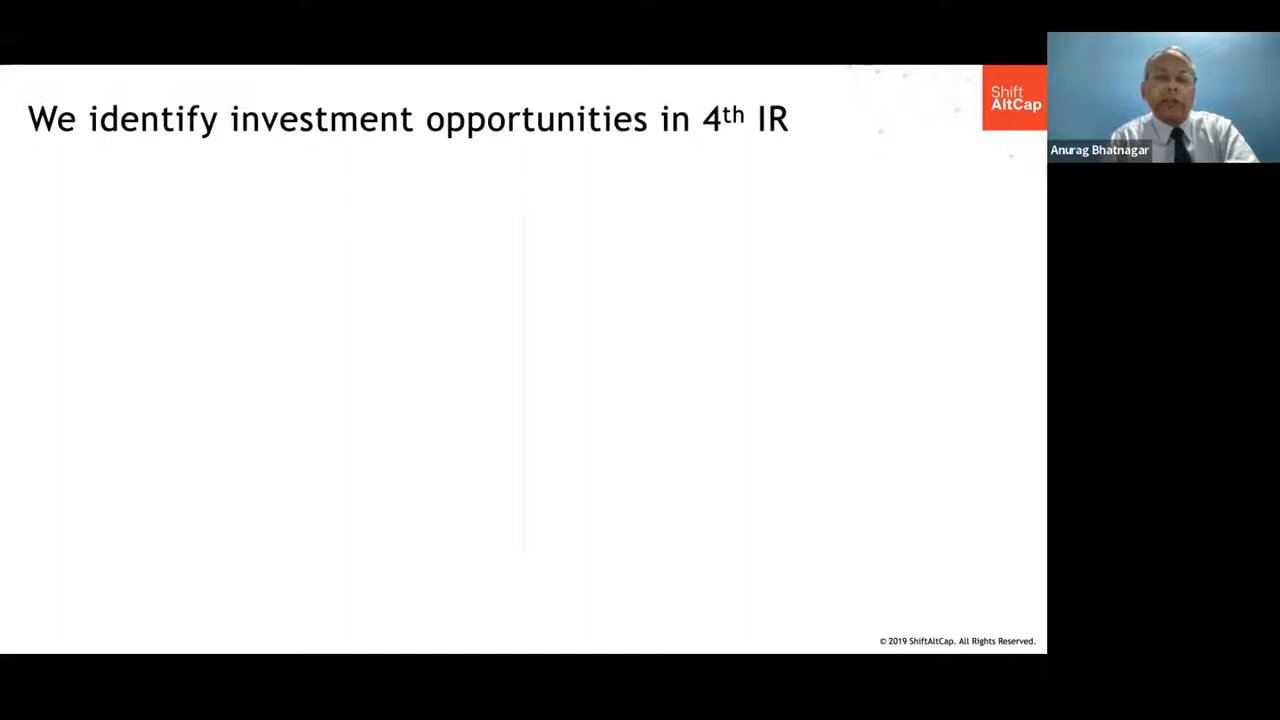 We identify investment opportunities in 4th IR
Shift
AltCap
Anurag Bhatnagar
© 2019 ShiftAltCap. All Rights Reserved.